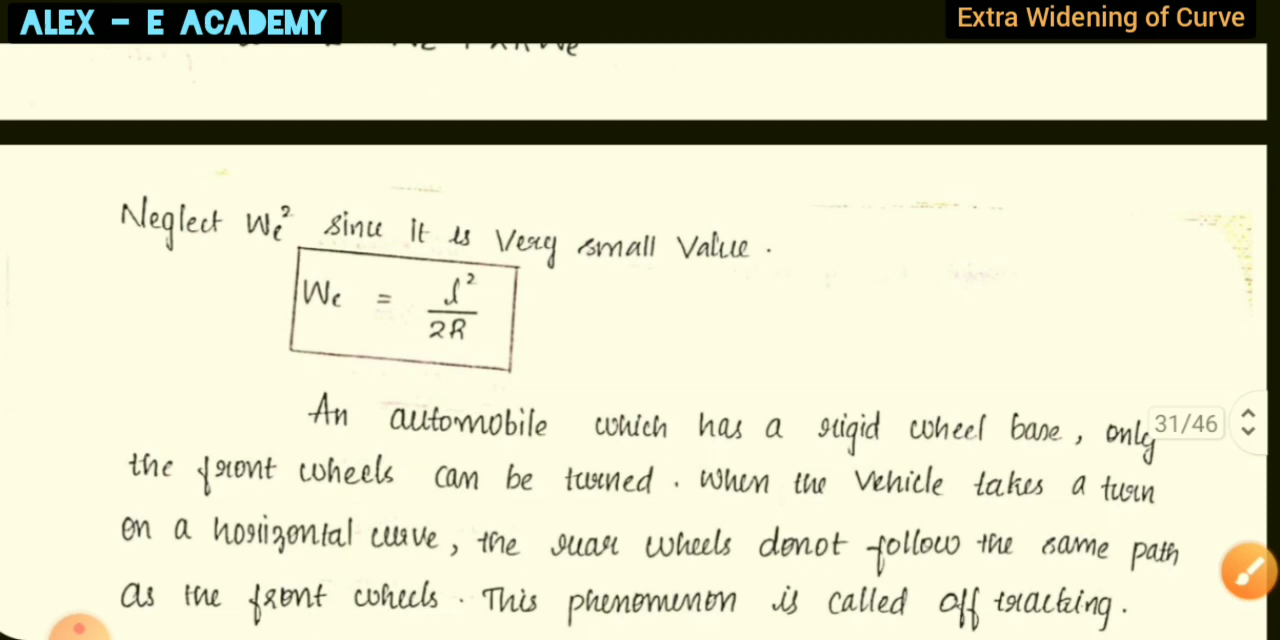 ALEX - E ACADEMY
Extra Widening of Curve
Neglect We² since it is very small value.
We = l²/2R
An automobile which has a rigid wheel base, only
31/46
the front wheels can be turned. When the vehicle takes a turn
on a horizontal curve, the rear wheels donot follow the same path
as the front wheels. This phenomenon is called off tracking.